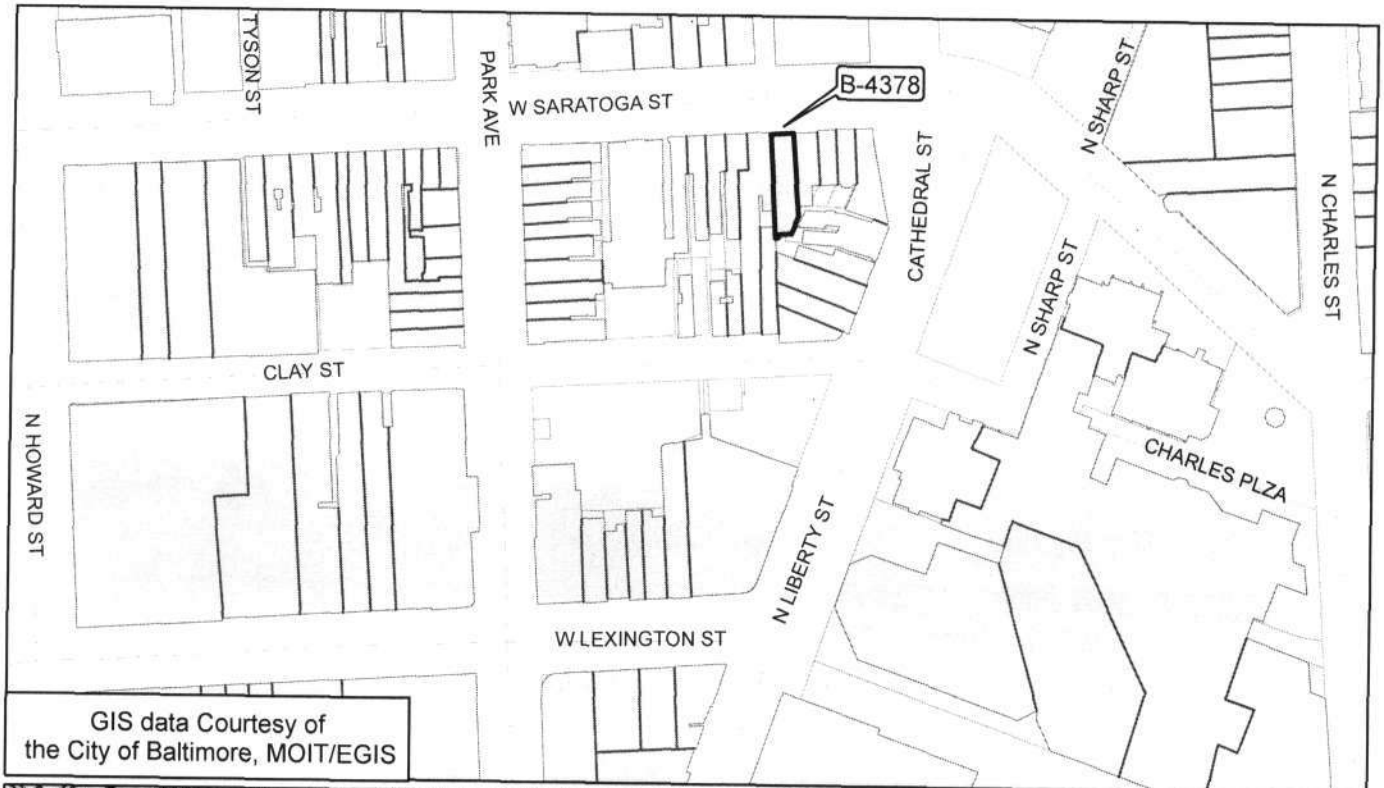 TYSON ST
PARK AVE
W SARATOGA ST
B-4378
CATHEDRAL ST
N SHARP ST
N CHARLES ST
N SHARP ST
CLAY ST
N HOWARD ST
CHARLES PLZA
N LIBERTY ST
W LEXINGTON ST
GIS data Courtesy of
the City of Baltimore, MOIT/EGIS